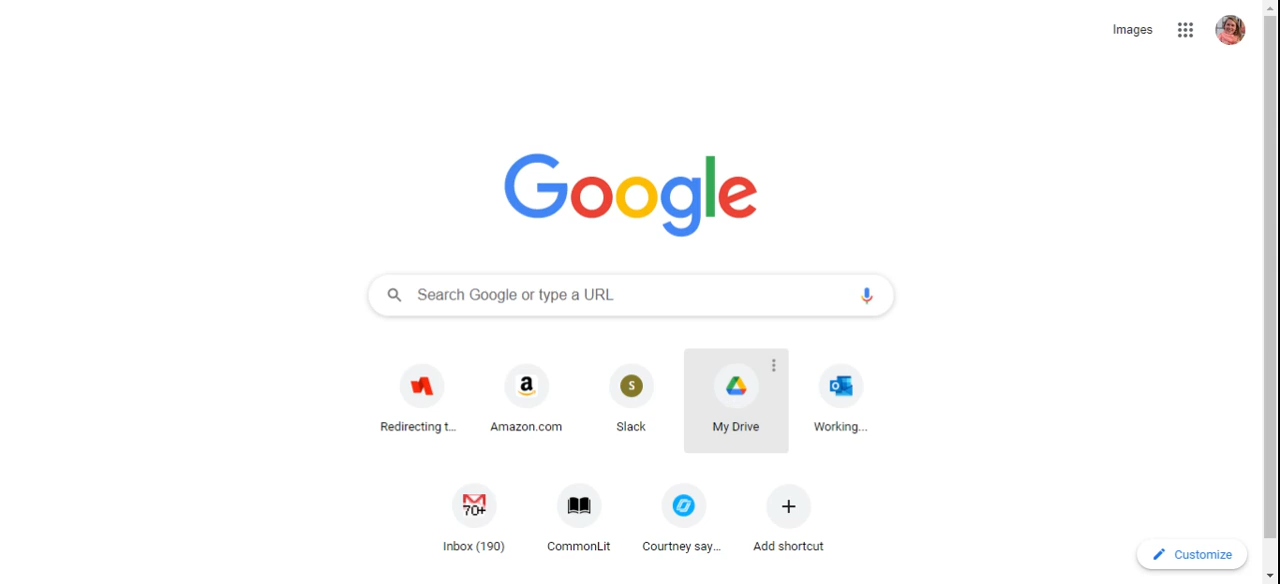 Images
Google
Search Google or type a URL
a
S
Redirecting t...
Amazon.com
Slack
My Drive
Working...
70+
Inbox (190)
CommonLit
Courtney say...
Add shortcut
Customize